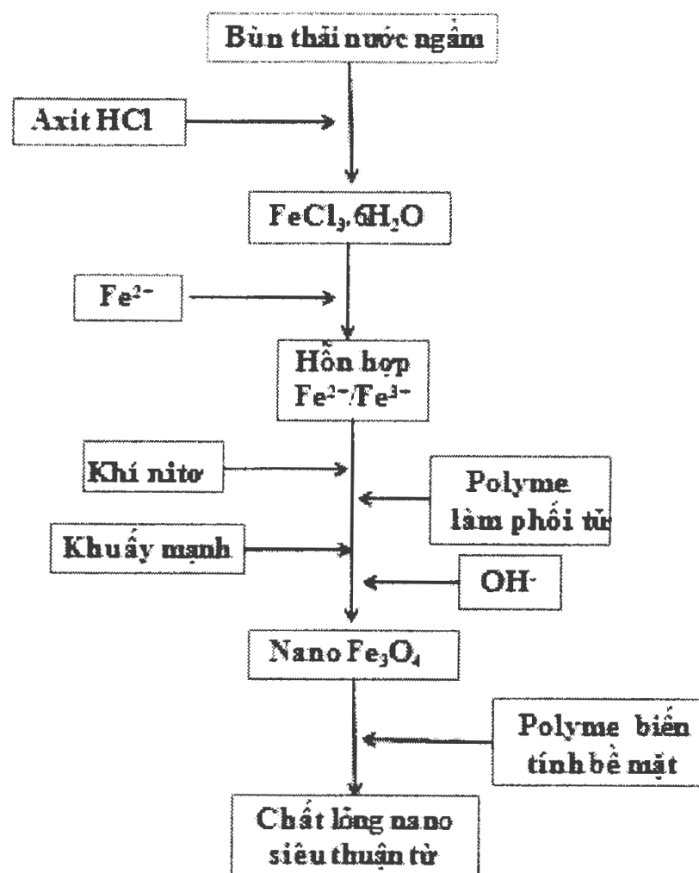 Bùn thải nước ngầm
Axit HCl
FeCl₃.6H₂O
Fe²⁺
Hỗn hợp
Fe²⁺/Fe³⁺
Khí nitơ
Polyme
làm phối tử
Khuấy mạnh
OH⁻
Nano Fe₃O₄
Polyme biến
tính bề mặt
Chất lỏng nano
siêu thuận từ